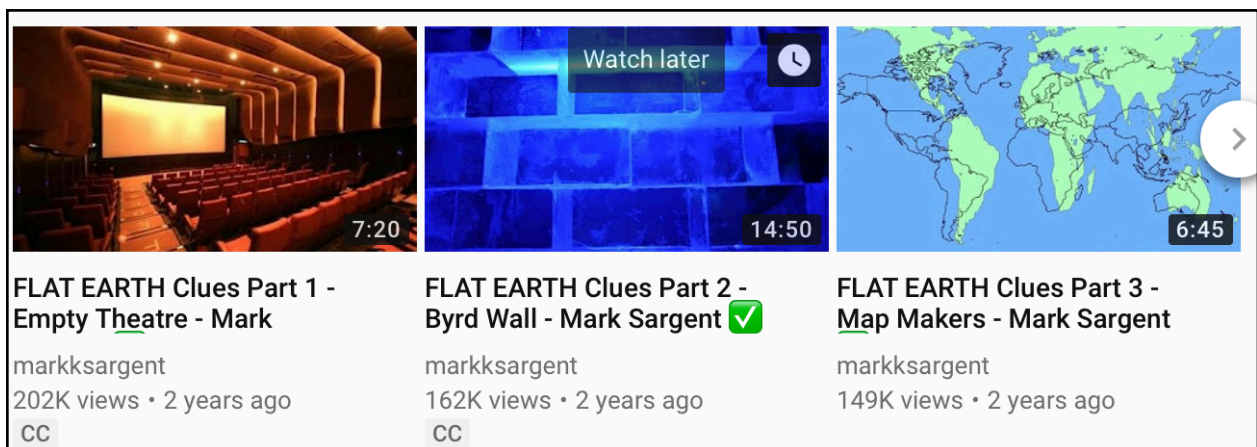 Watch later
7:20
14:50
6:45
FLAT EARTH Clues Part 1 -
Empty Theatre - Mark
markksargent
202K views • 2 years ago
CC
FLAT EARTH Clues Part 2 -
Byrd Wall - Mark Sargent ✅
markksargent
162K views • 2 years ago
CC
FLAT EARTH Clues Part 3 -
Map Makers - Mark Sargent
markksargent
149K views • 2 years ago